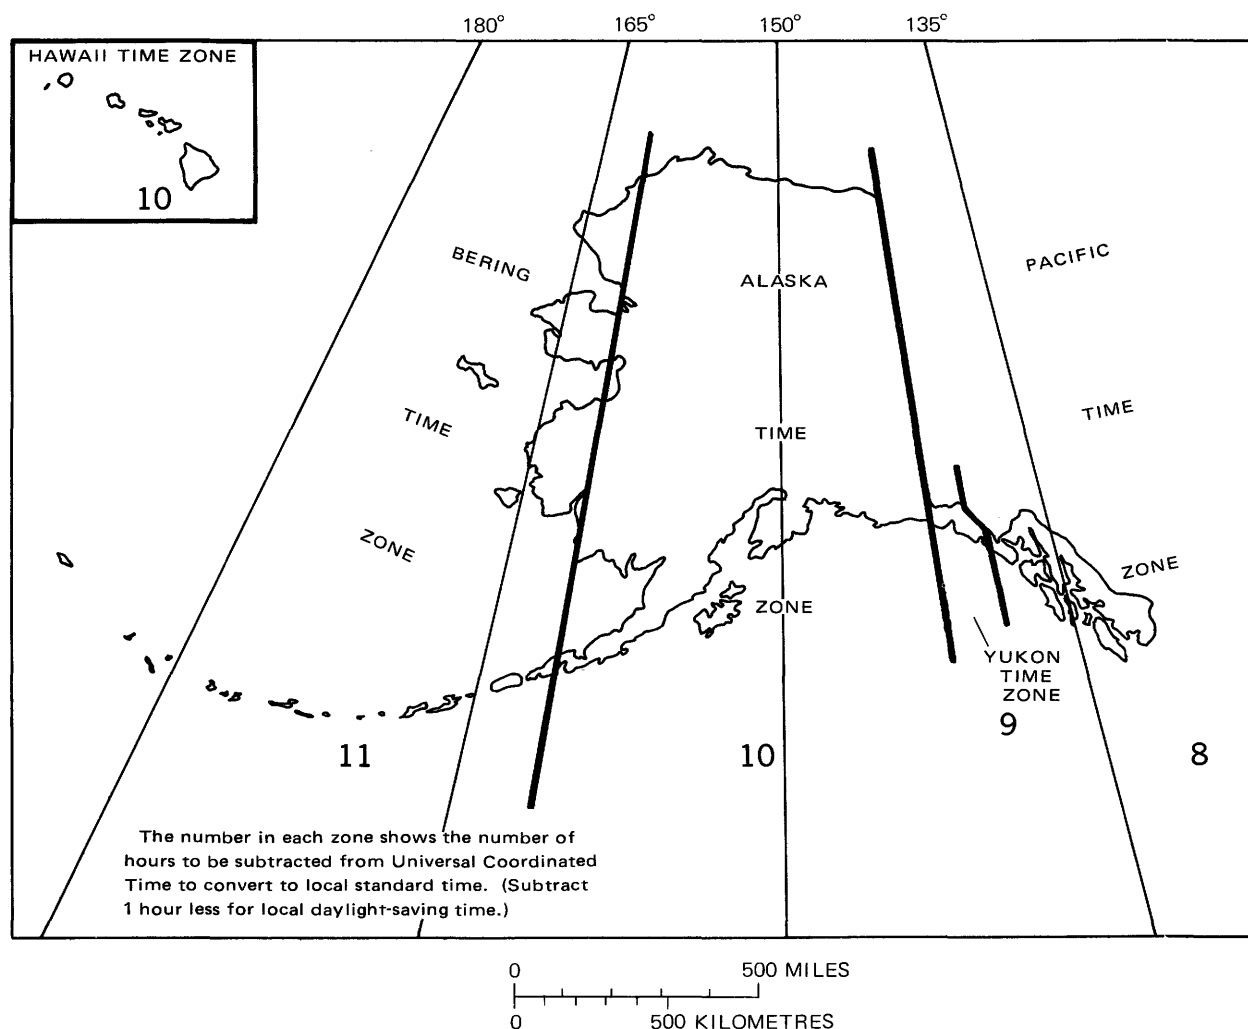 180° 165° 150° 135°
HAWAII TIME ZONE
10
BERING
TIME
ZONE
11
ALASKA
TIME
ZONE
10
PACIFIC
TIME
ZONE
8
YUKON
TIME
ZONE
9
The number in each zone shows the number of
hours to be subtracted from Universal Coordinated
Time to convert to local standard time. (Subtract
1 hour less for local daylight-saving time.)
0 500 MILES
0 500 KILOMETRES